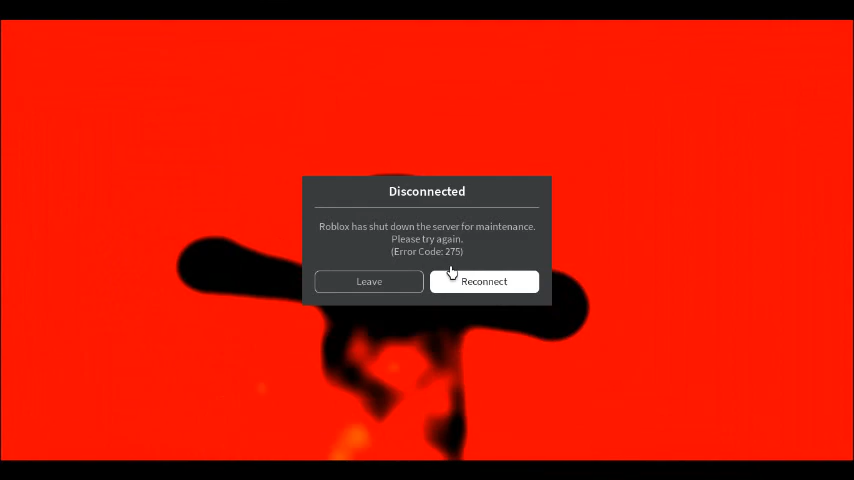 Disconnected
Roblox has shut down the server for maintenance.
Please try again.
(Error Code: 275)
Leave
Reconnect